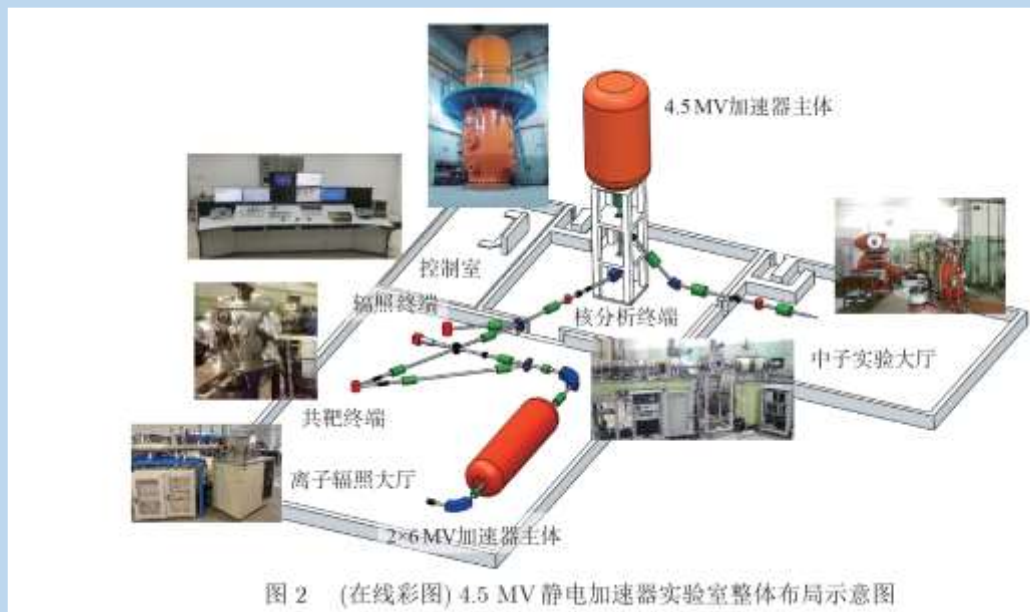 4.5 MV加速器主体
控制室
辐照终端
核分析终端
中子实验大厅
共靶终端
离子辐照大厅
2×6 MV加速器主体
图 2 (在线彩图) 4.5 MV 静电加速器实验室整体布局示意图